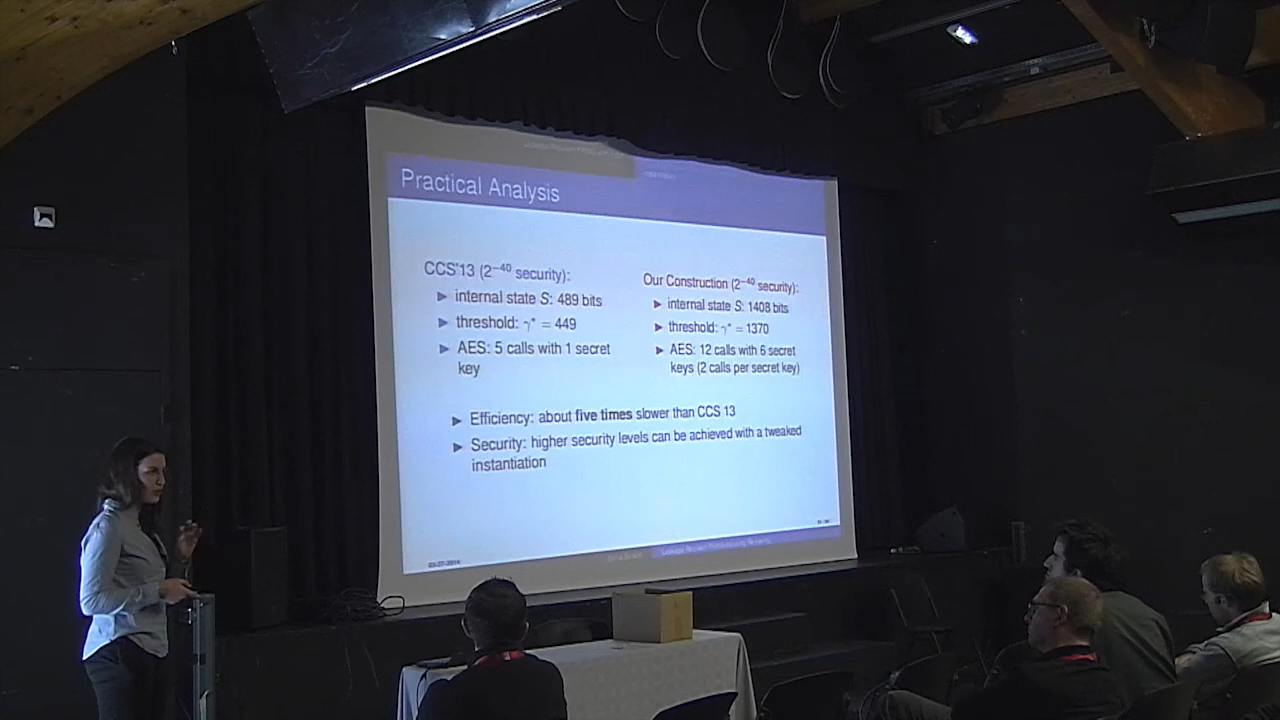 Practical Analysis
CCS'13 (2⁻⁴⁰ security):
▶ internal state S: 489 bits
▶ threshold: γ* = 449
▶ AES: 5 calls with 1 secret
key
Our Construction (2⁻⁴⁰ security):
▶ internal state S: 1408 bits
▶ threshold: γ* = 1370
▶ AES: 12 calls with 6 secret
keys (2 calls per secret key)
▶ Efficiency: about five times slower than CCS 13
▶ Security: higher security levels can be achieved with a tweaked
instantiation